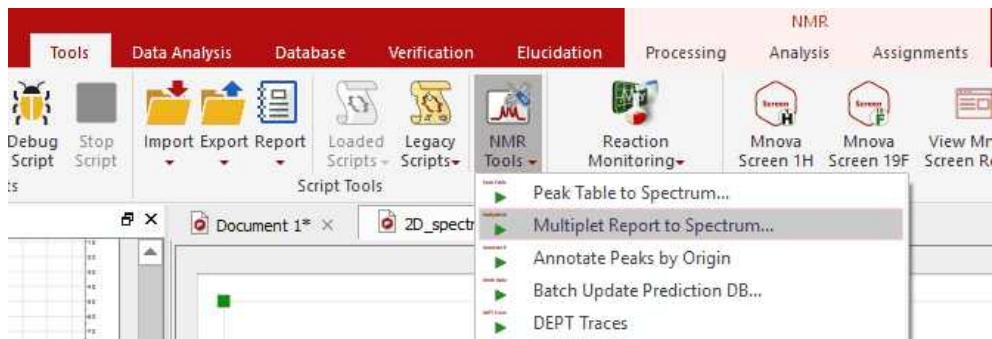 NMR
Tools Data Analysis Database Verification Elucidation Processing Analysis Assignments
Debug Script
Stop Script
Import Export Report
Loaded Scripts
Legacy Scripts
NMR Tools
Reaction Monitoring
Mnova Screen 1H
Mnova Screen 19F
View Mn
Screen R
Script Tools
Document 1* 2D_spectr
Peak Table to Spectrum...
Multiplet Report to Spectrum...
Annotate Peaks by Origin
Batch Update Prediction DB...
DEPT Traces